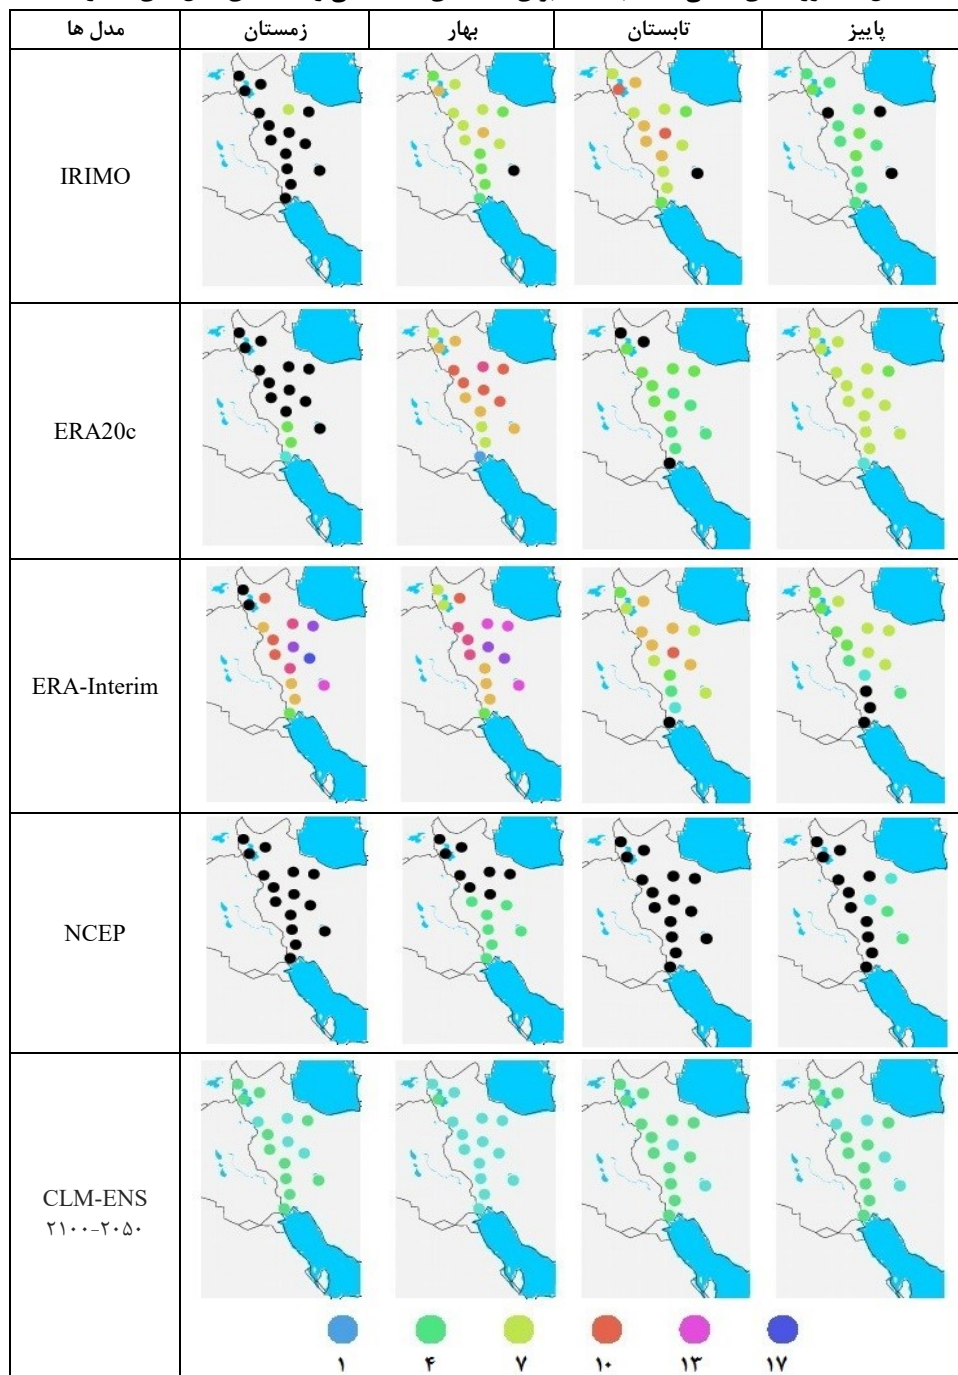 مدل ها زمستان بهار تابستان پاییز
IRIMO
ERA20c
ERA-Interim
NCEP
CLM-ENS
۲۱۰۰-۲۰۵۰
۱ ۴ ۷ ۱۰ ۱۳ ۱۷